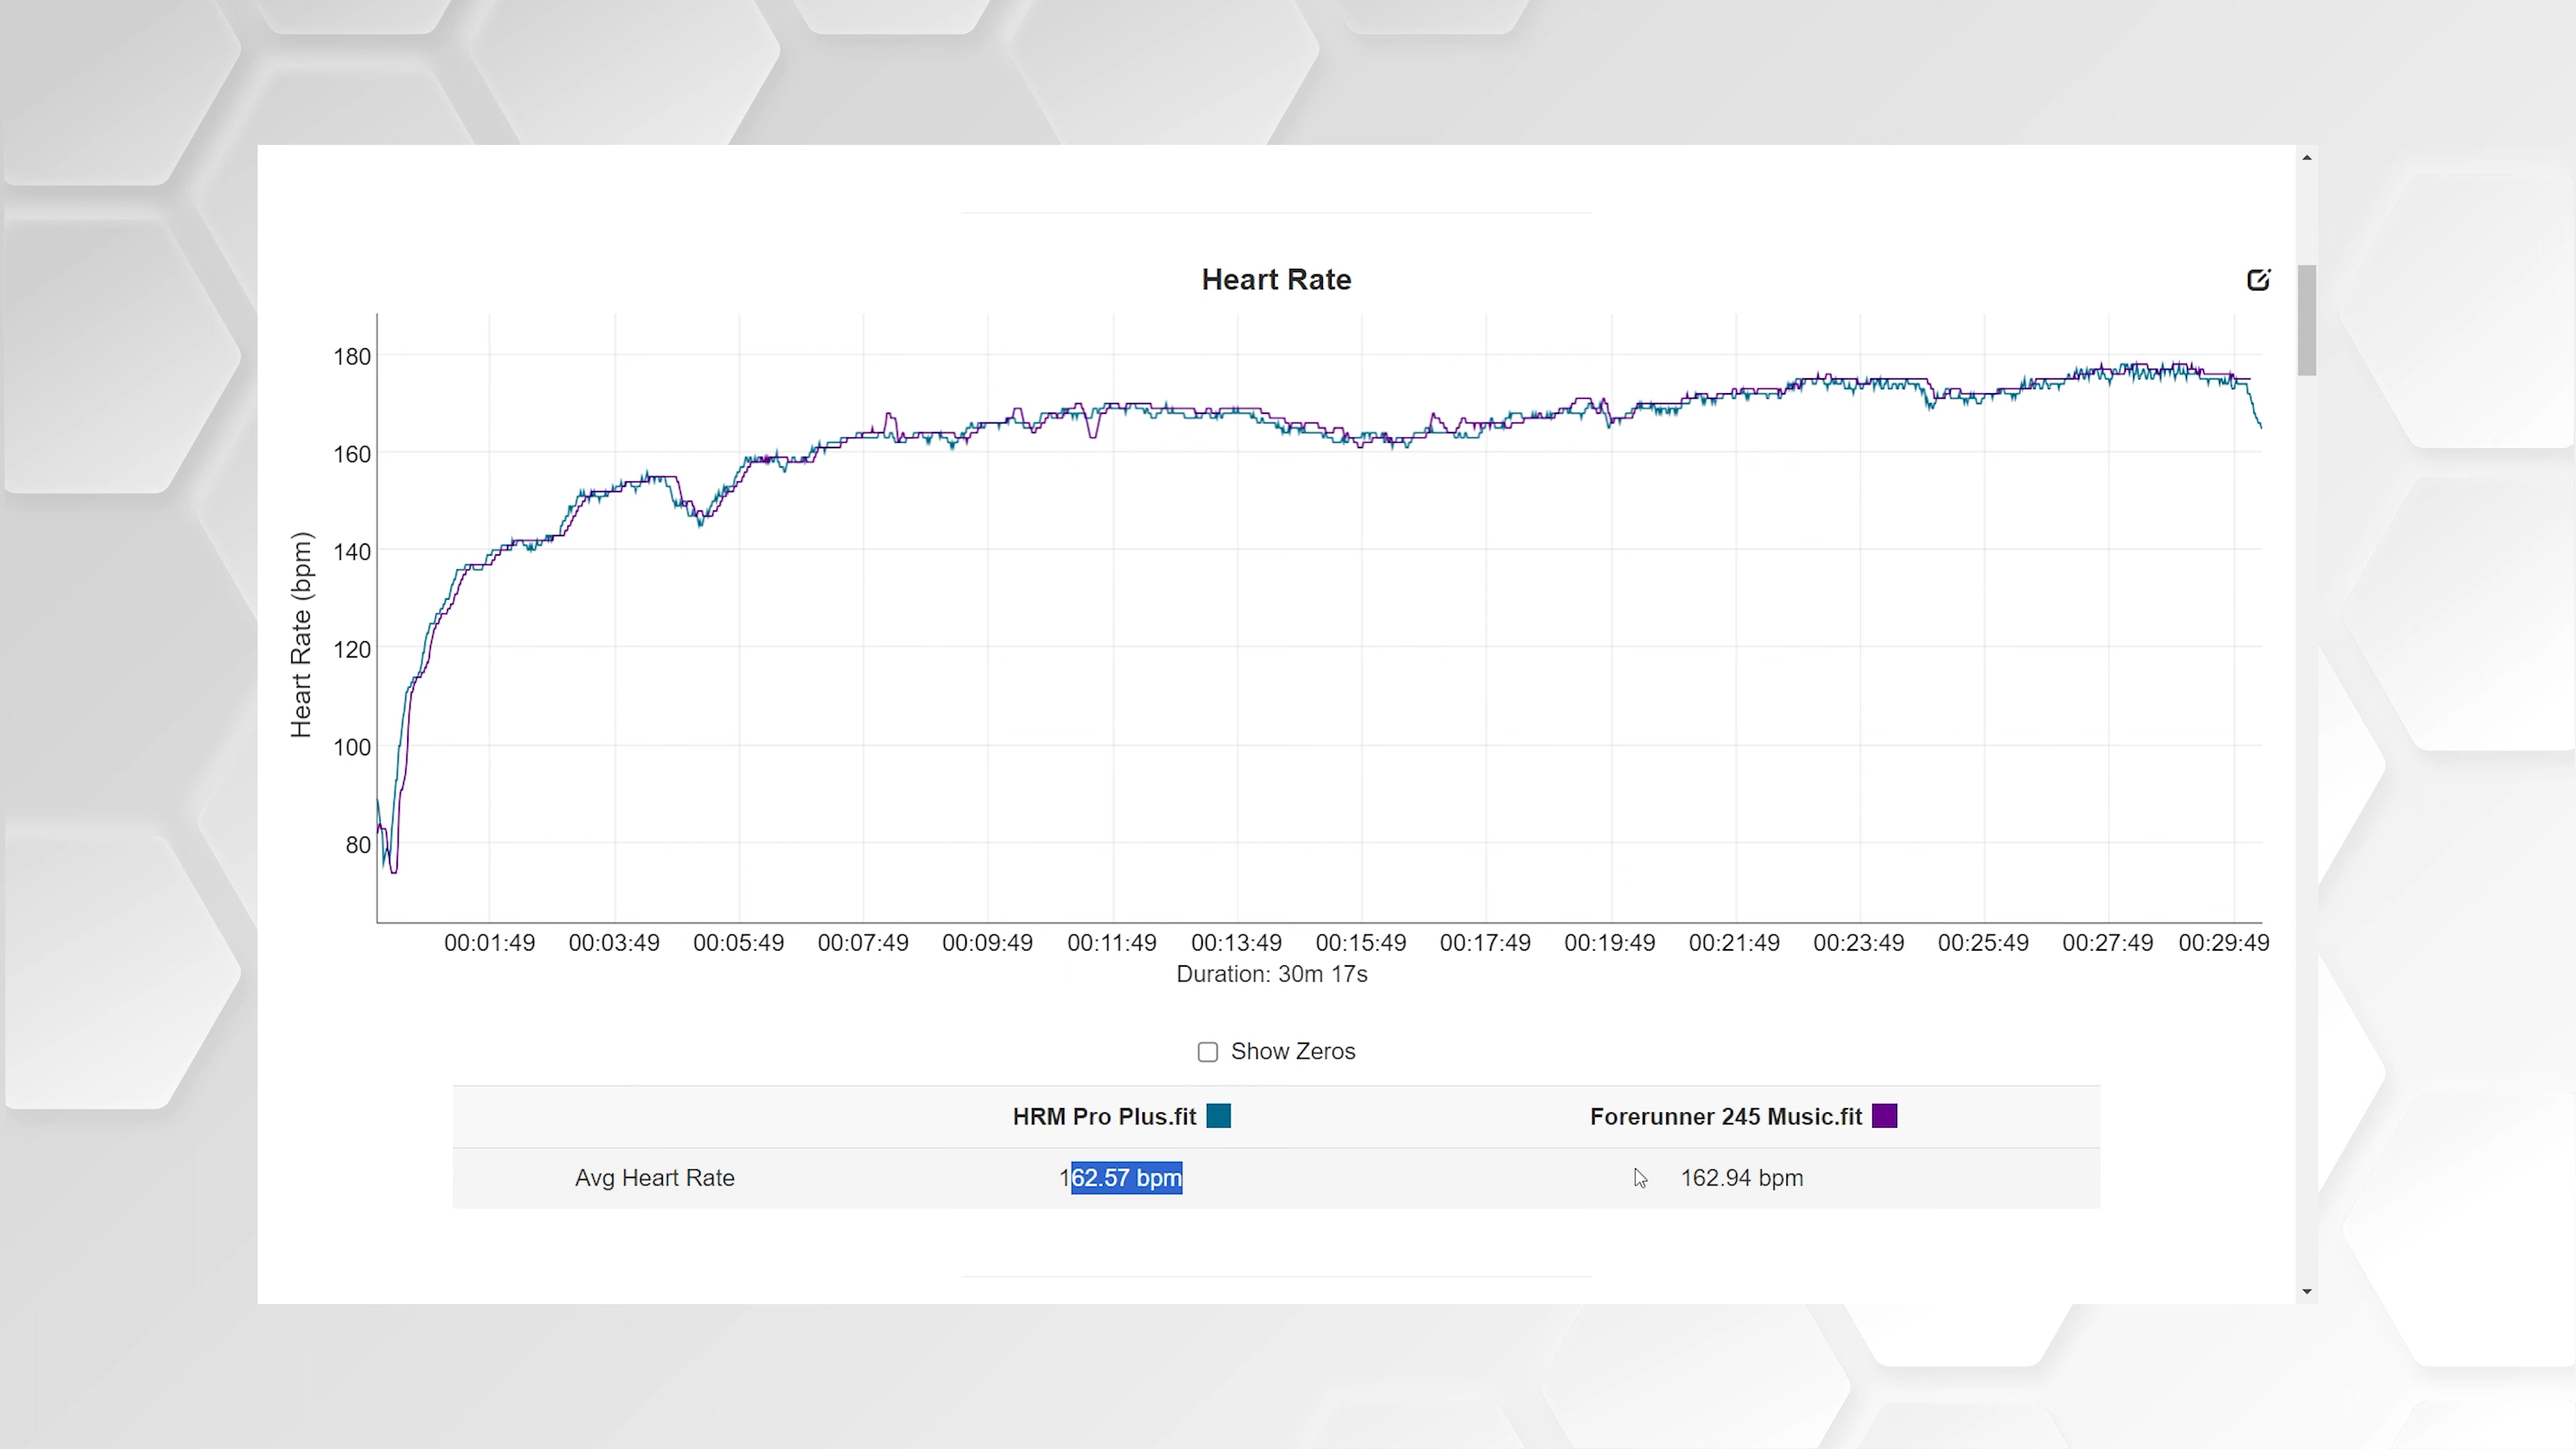 Heart Rate
Heart Rate (bpm)
180
160
140
120
100
80
00:01:49 00:03:49 00:05:49 00:07:49 00:09:49 00:11:49 00:13:49 00:15:49 00:17:49 00:19:49 00:21:49 00:23:49 00:25:49 00:27:49 00:29:49
Duration: 30m 17s
Show Zeros
HRM Pro Plus.fit Forerunner 245 Music.fit
Avg Heart Rate 162.57 bpm 162.94 bpm